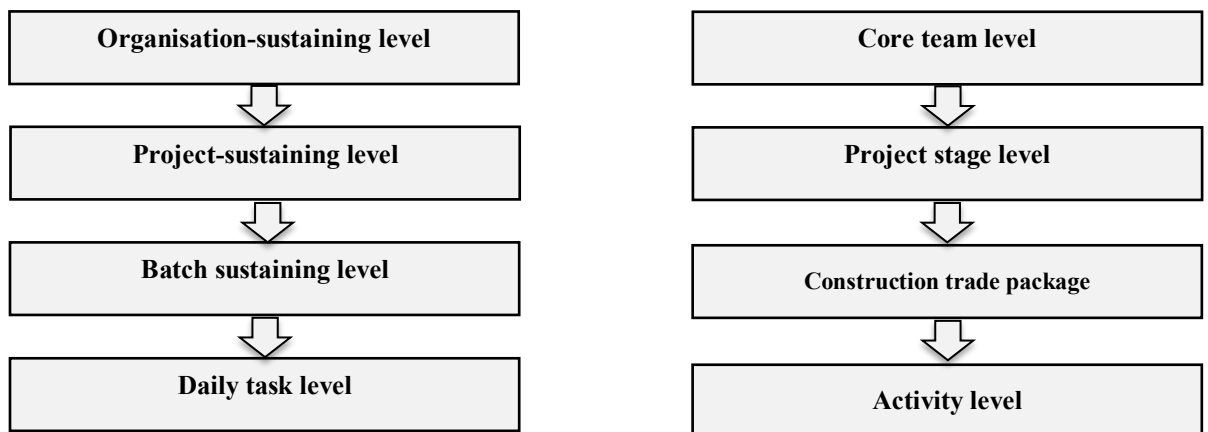 Organisation-sustaining level
Project-sustaining level
Batch sustaining level
Daily task level
Core team level
Project stage level
Construction trade package
Activity level